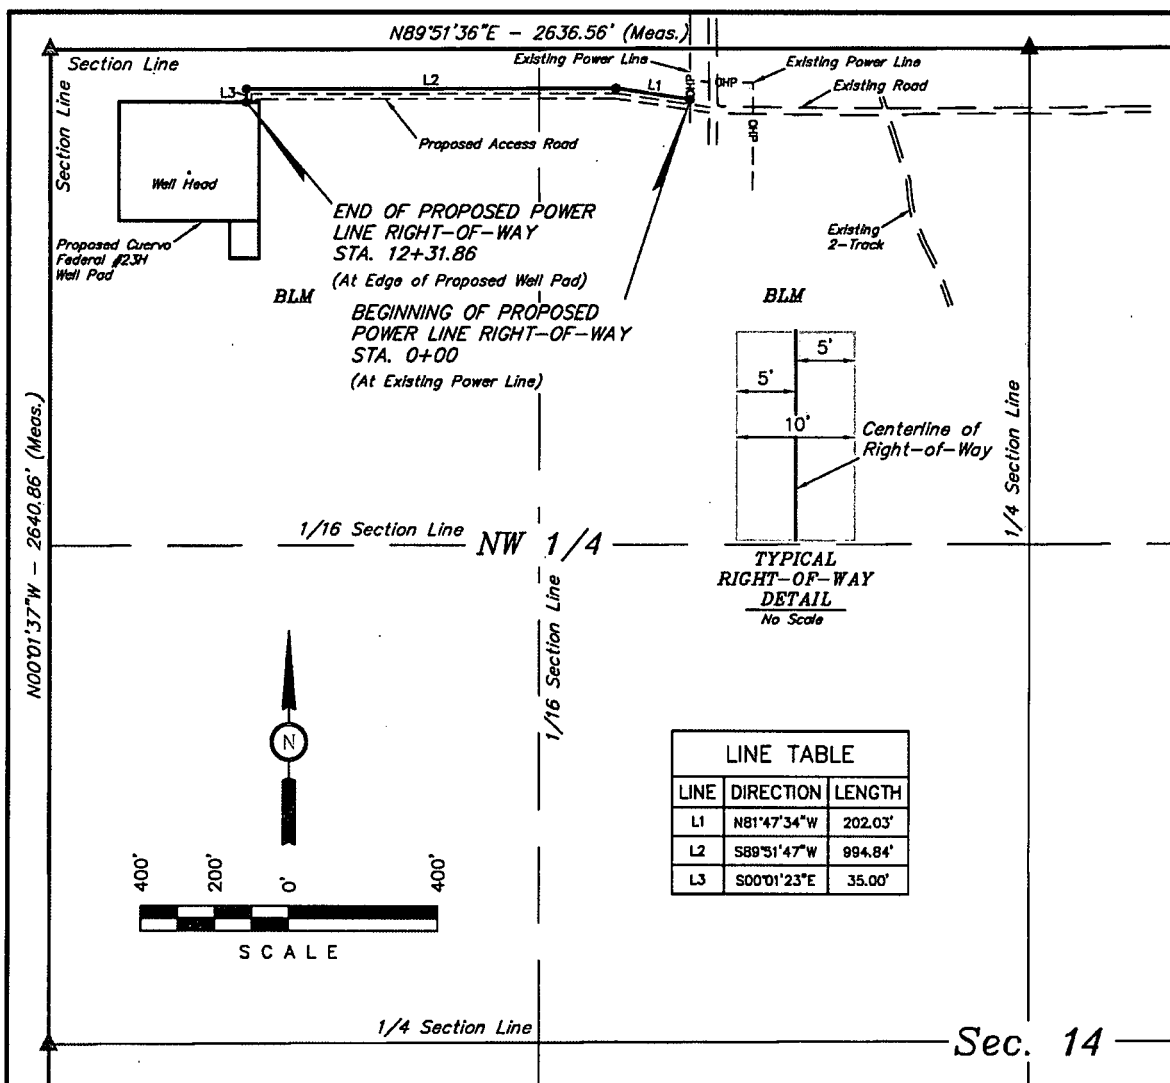 N89°51'36"E - 2636.56' (Meas.)
Section Line
Existing Power Line
Existing Power Line
Existing Road
L3
L2
L1
OHP
OHP
OHP
Section Line
Proposed Access Road
Well Head
Proposed Cuervo
Federal #23H
Well Pad
END OF PROPOSED POWER
LINE RIGHT-OF-WAY
STA. 12+31.86
(At Edge of Proposed Well Pad)
Existing
2-Track
BLM
BLM
BEGINNING OF PROPOSED
POWER LINE RIGHT-OF-WAY
STA. 0+00
(At Existing Power Line)
5'
5'
10'
Centerline of
Right-of-Way
1/4 Section Line
N00°01'37"W - 2640.86' (Meas.)
1/16 Section Line
NW 1/4
TYPICAL
RIGHT-OF-WAY
DETAIL
No Scale
1/16 Section Line
N
LINE TABLE
LINE DIRECTION LENGTH
L1 N81°47'34"W 202.03'
L2 S89°51'47"W 994.84'
L3 S00°01'23"E 35.00'
400' 200' 0' 400'
SCALE
1/4 Section Line
Sec. 14